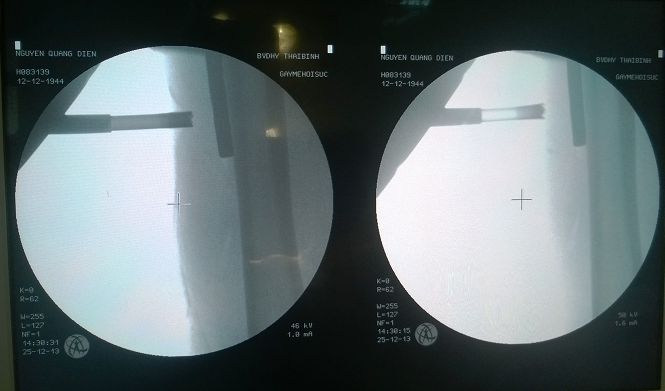 NGUYEN QUANG DIEN
BVDHY THAIBINH
H083139
12-12-1944
GAYMEHOISUC
K=0
R=62
W=255
L=127
NF=1
14:30:31
25-12-13
46 kV
1.0 mA
NGUYEN QUANG DIEN
BVDHY THAIBINH
H083139
12-12-1944
GAYMEHOISUC
K=0
R=62
W=255
L=127
NF=1
14:30:15
25-12-13
50 kV
1.6 mA